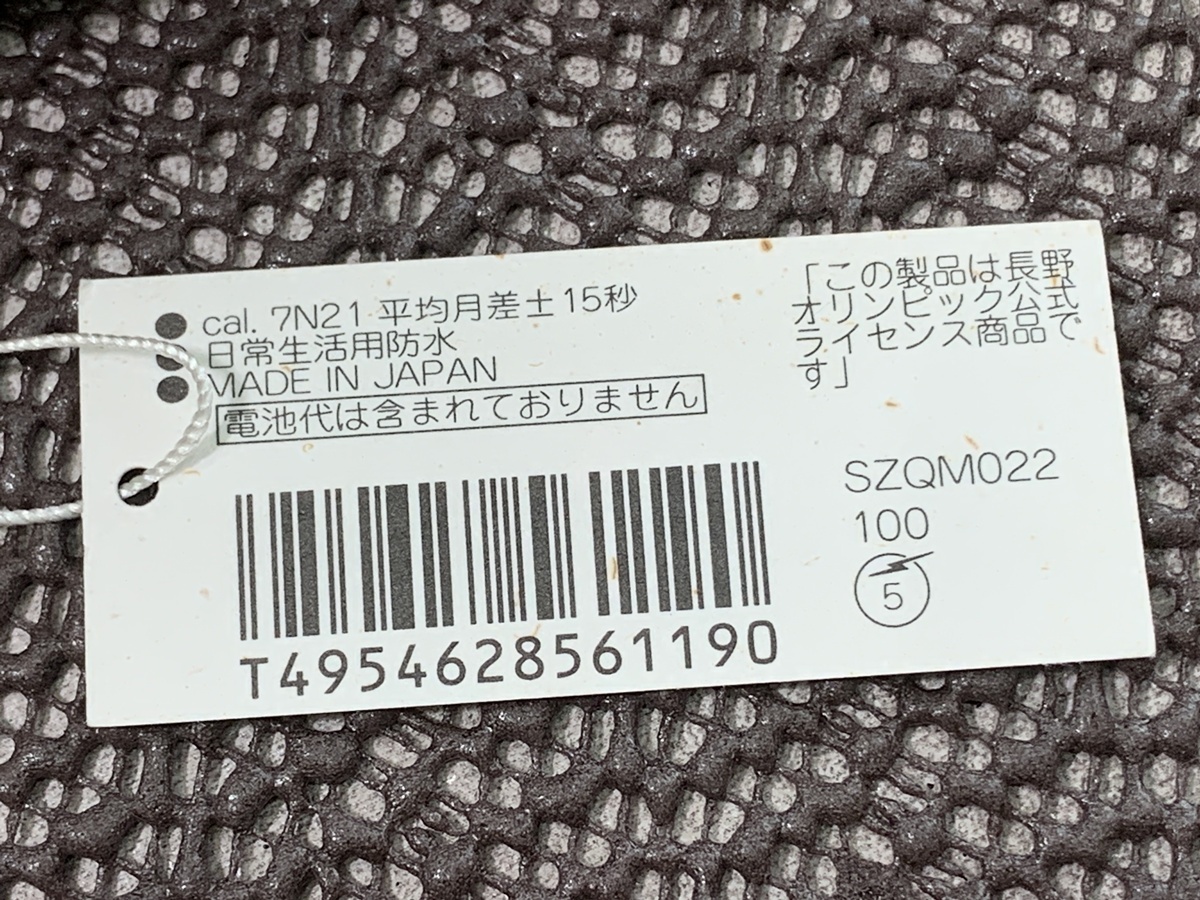 ● cal. 7N21 平均月差±15秒
● 日常生活用防水
● MADE IN JAPAN
電池代は含まれておりません
「この製品は長野
オリンピック公式
ライセンス商品で
す」
SZQM022
100
5
T4954628561190